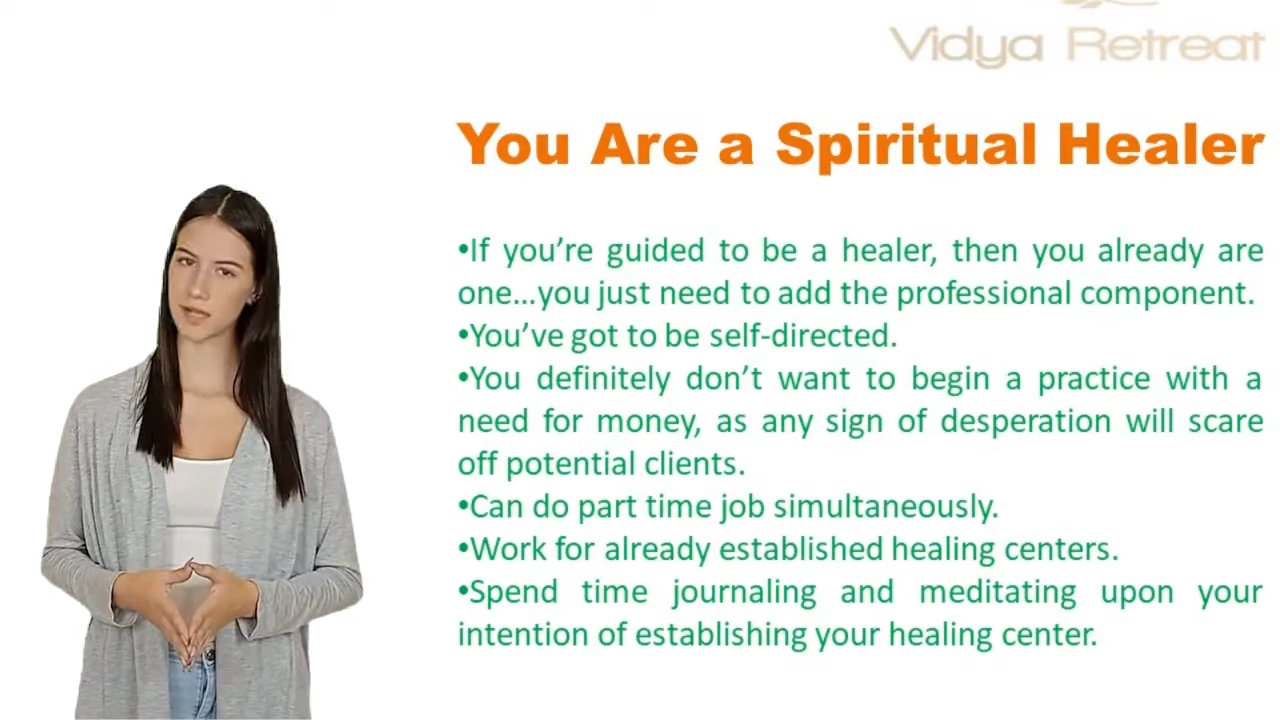 Vidya Retreat
You Are a Spiritual Healer
•If you’re guided to be a healer, then you already are
one…you just need to add the professional component.
•You’ve got to be self-directed.
•You definitely don’t want to begin a practice with a
need for money, as any sign of desperation will scare
off potential clients.
•Can do part time job simultaneously.
•Work for already established healing centers.
•Spend time journaling and meditating upon your
intention of establishing your healing center.